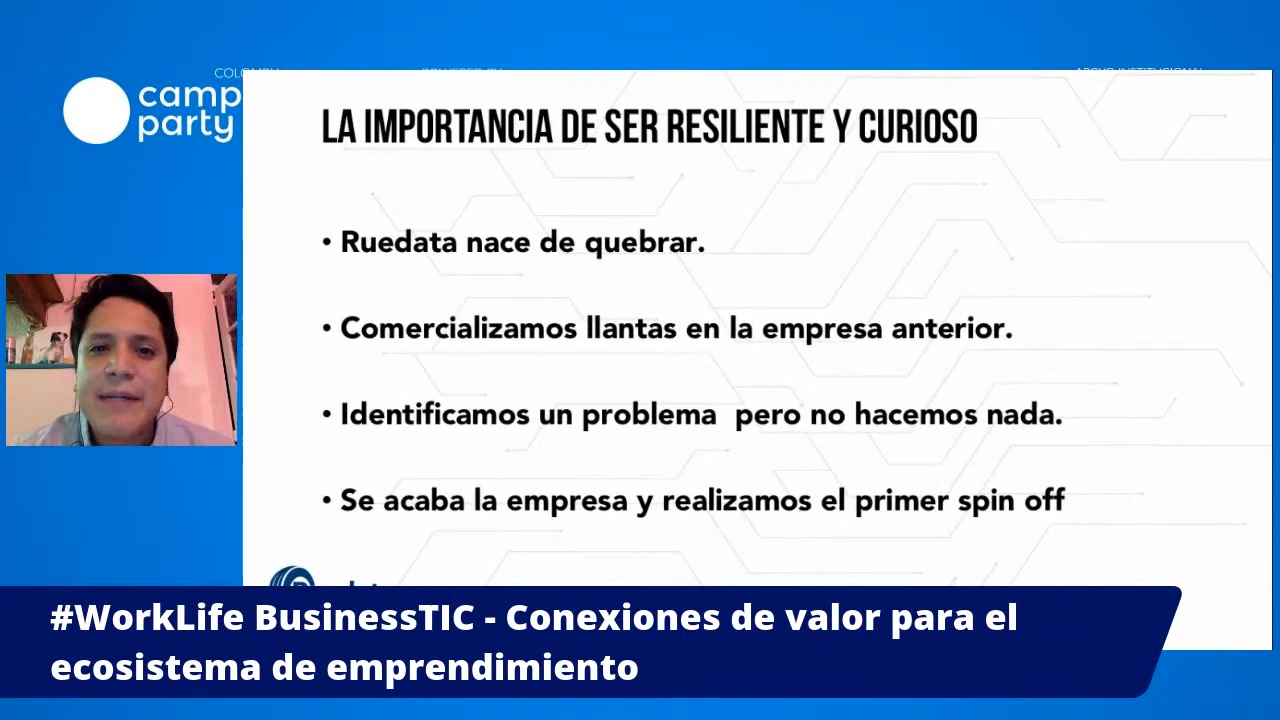 camp
party
LA IMPORTANCIA DE SER RESILIENTE Y CURIOSO
• Ruedata nace de quebrar.
• Comercializamos llantas en la empresa anterior.
• Identificamos un problema  pero no hacemos nada.
• Se acaba la empresa y realizamos el primer spin off
#WorkLife BusinessTIC - Conexiones de valor para el
ecosistema de emprendimiento